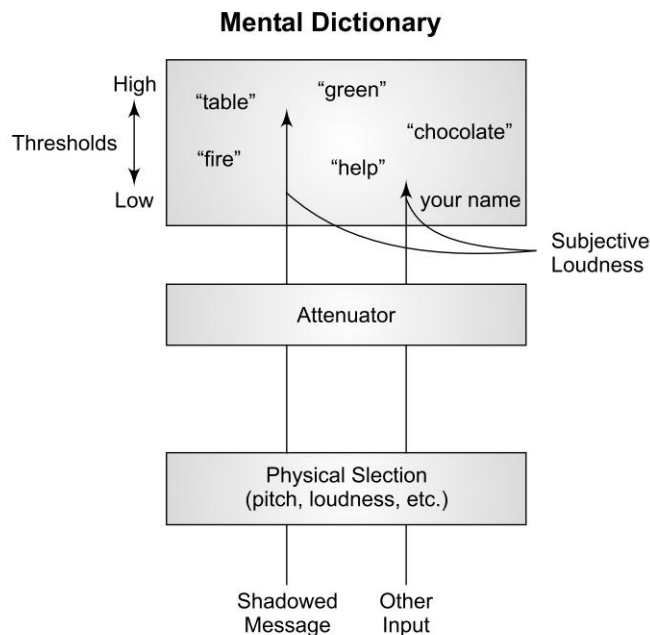 Mental Dictionary
High
Thresholds
Low
“table”
“green”
“chocolate”
“fire”
“help”
your name
Subjective
Loudness
Attenuator
Physical Slection
(pitch, loudness, etc.)
Shadowed
Message
Other
Input